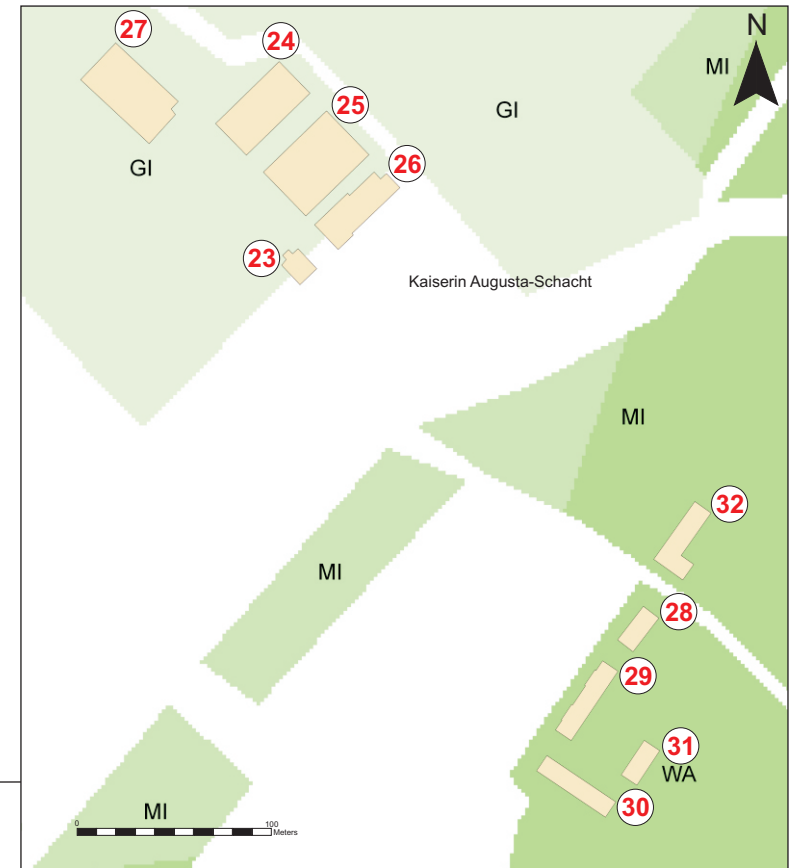 27
24
N
MI
25
GI
26
GI
23
Kaiserin Augusta-Schacht
MI
32
MI
28
29
31
WA
30
MI
0 100
Meters